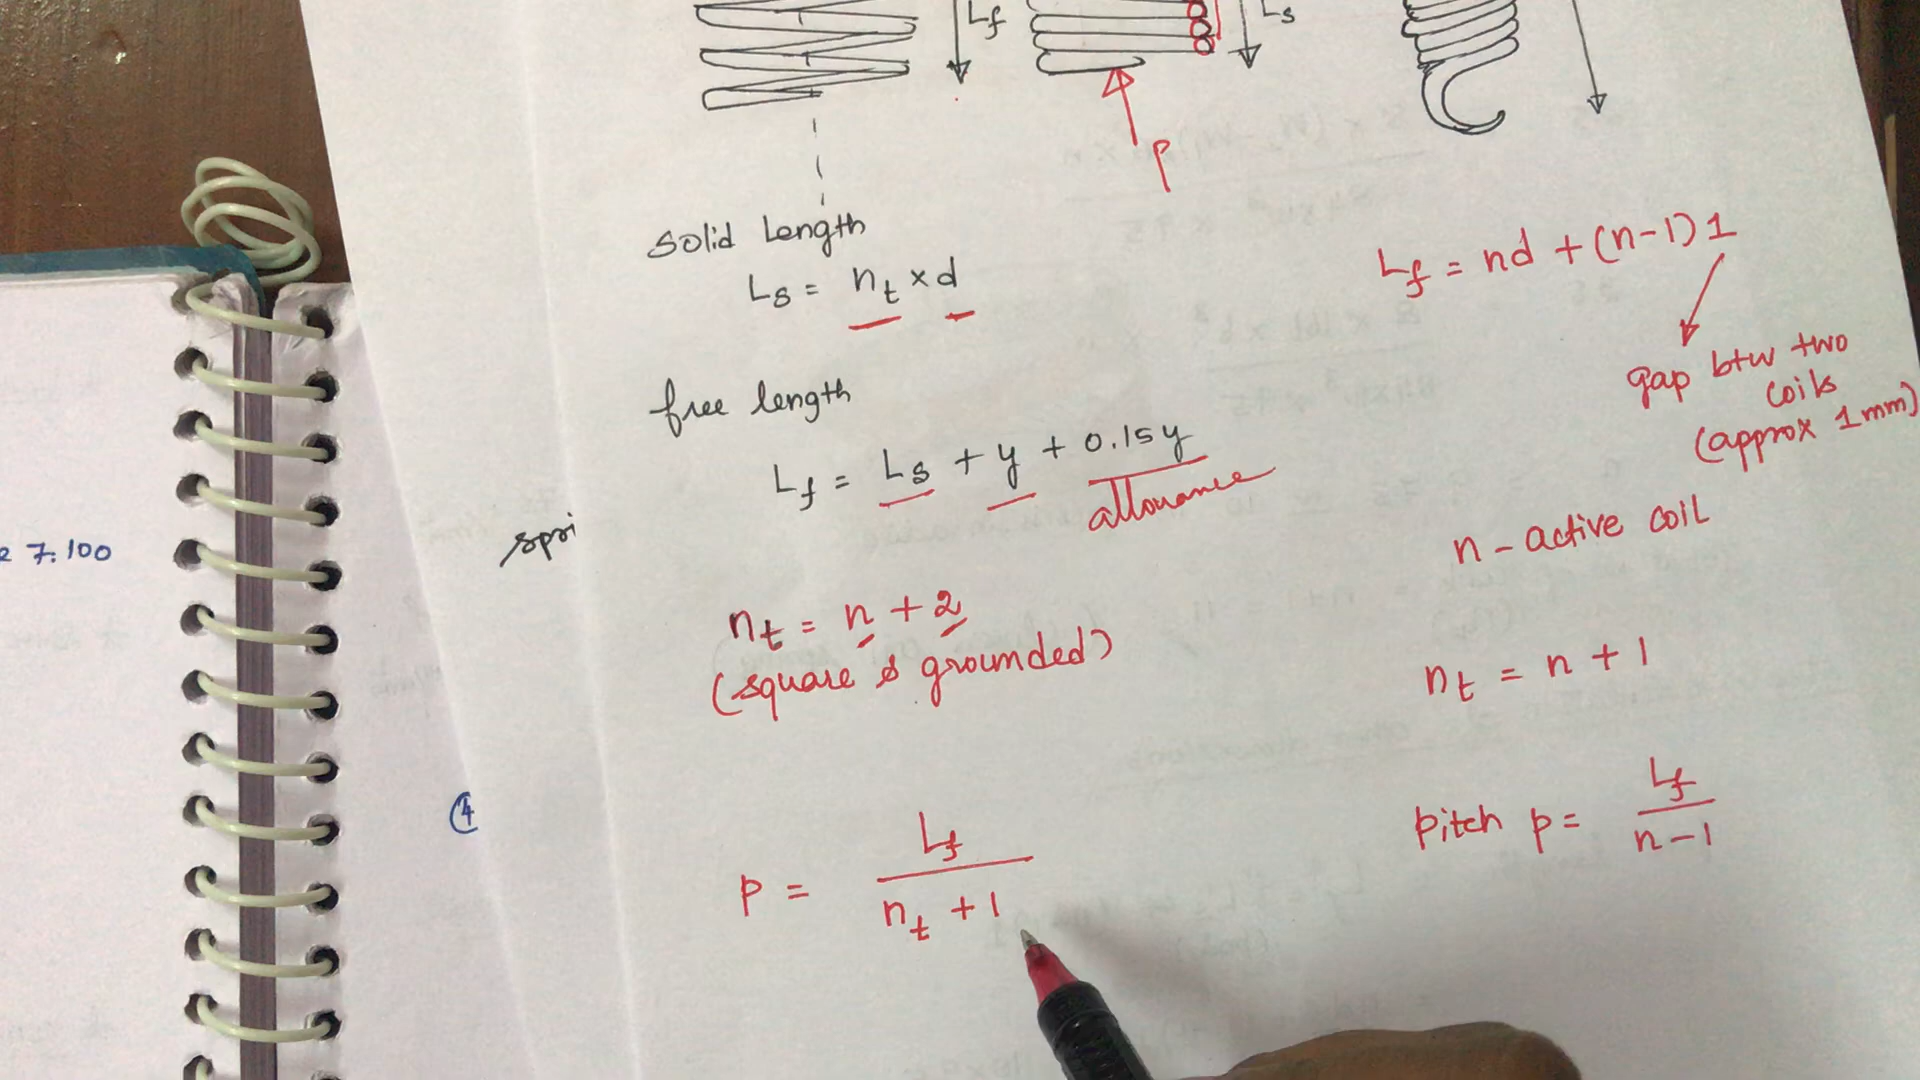 Lf
Ls
P
solid Length
Ls = nt × d
free length
Lf = Ls + y + 0.15y
allowance
nt = n + 2
(square & grounded)
p = Lf / nt + 1
Lf = nd + (n-1) 1
gap btw two
coils
(approx 1mm)
n - active coil
nt = n + 1
pitch p = Lf / n - 1
7.100
spri
4